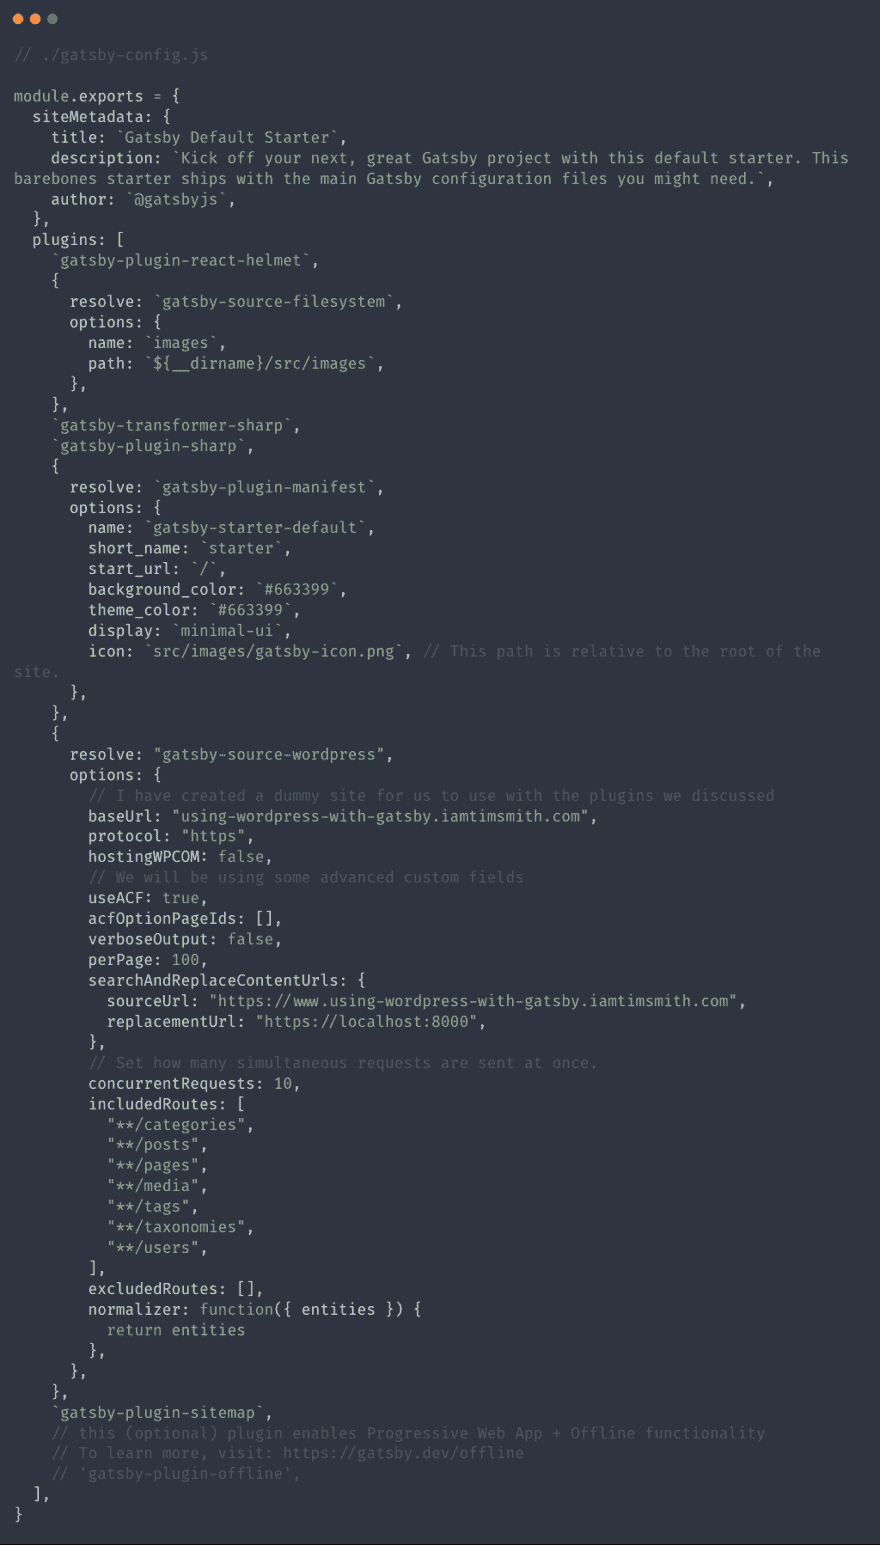 // ./gatsby-config.js

module.exports = {
  siteMetadata: {
    title: `Gatsby Default Starter`,
    description: `Kick off your next, great Gatsby project with this default starter. This
barebones starter ships with the main Gatsby configuration files you might need.`,
    author: `@gatsbyjs`,
  },
  plugins: [
    `gatsby-plugin-react-helmet`,
    {
      resolve: `gatsby-source-filesystem`,
      options: {
        name: `images`,
        path: `${__dirname}/src/images`,
      },
    },
    `gatsby-transformer-sharp`,
    `gatsby-plugin-sharp`,
    {
      resolve: `gatsby-plugin-manifest`,
      options: {
        name: `gatsby-starter-default`,
        short_name: `starter`,
        start_url: `/`,
        background_color: `#663399`,
        theme_color: `#663399`,
        display: `minimal-ui`,
        icon: `src/images/gatsby-icon.png`, // This path is relative to the root of the
site.
      },
    },
    {
      resolve: "gatsby-source-wordpress",
      options: {
        // I have created a dummy site for us to use with the plugins we discussed
        baseUrl: "using-wordpress-with-gatsby.iamtimsmith.com",
        protocol: "https",
        hostingWPCOM: false,
        // We will be using some advanced custom fields
        useACF: true,
        acfOptionPageIds: [],
        verboseOutput: false,
        perPage: 100,
        searchAndReplaceContentUrls: {
          sourceUrl: "https://www.using-wordpress-with-gatsby.iamtimsmith.com",
          replacementUrl: "https://localhost:8000",
        },
        // Set how many simultaneous requests are sent at once.
        concurrentRequests: 10,
        includedRoutes: [
          "**/categories",
          "**/posts",
          "**/pages",
          "**/media",
          "**/tags",
          "**/taxonomies",
          "**/users",
        ],
        excludedRoutes: [],
        normalizer: function({ entities }) {
          return entities
        },
      },
    },
    `gatsby-plugin-sitemap`,
    // this (optional) plugin enables Progressive Web App + Offline functionality
    // To learn more, visit: https://gatsby.dev/offline
    // 'gatsby-plugin-offline',
  ],
}